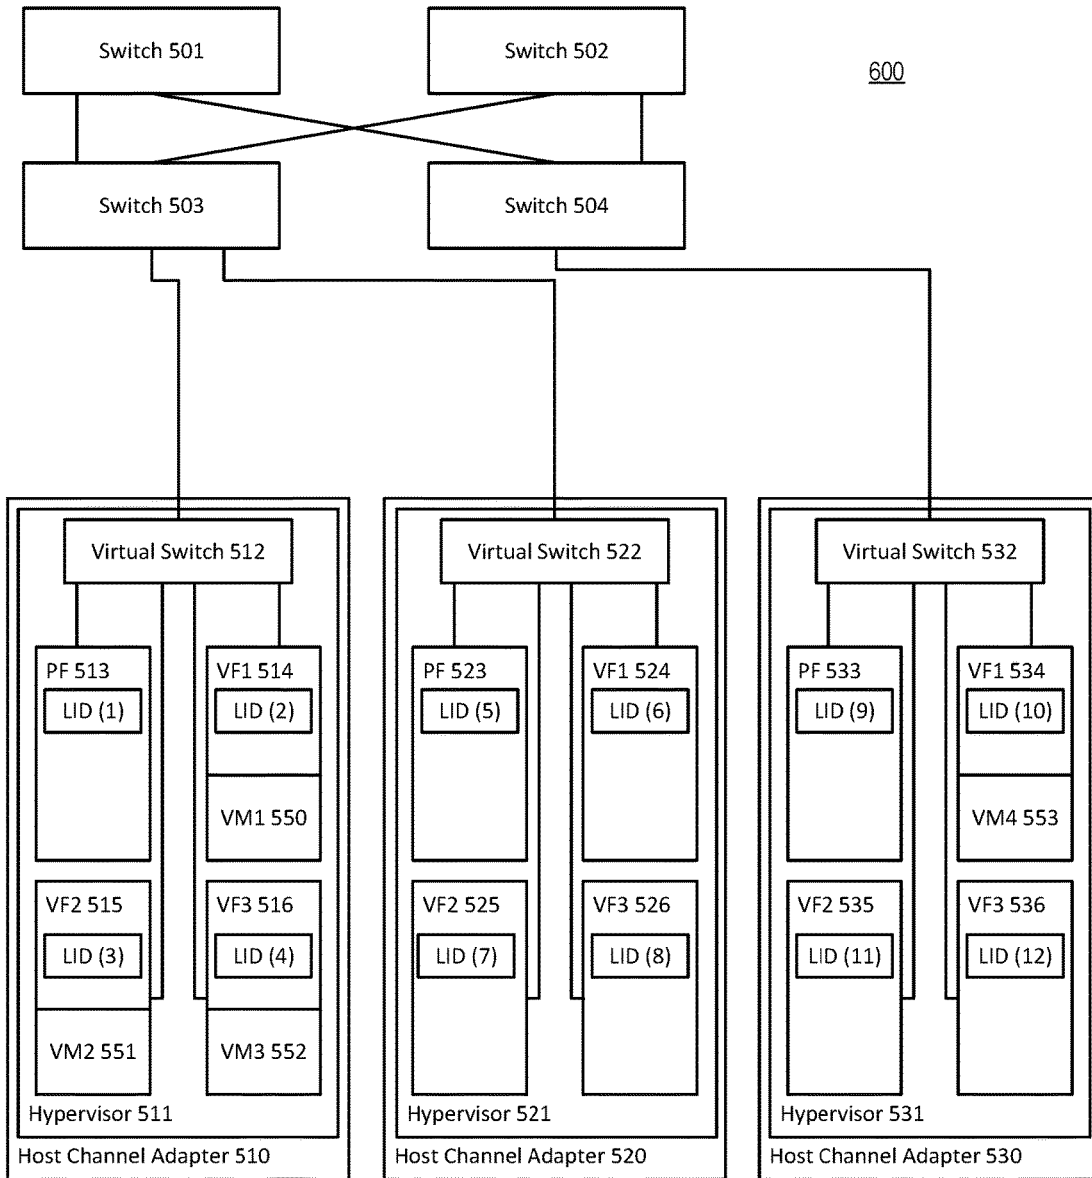 Switch 501
Switch 502
600
Switch 503
Switch 504
Virtual Switch 512
Virtual Switch 522
Virtual Switch 532
PF 513
LID (1)
VF1 514
LID (2)
VM1 550
PF 523
LID (5)
VF1 524
LID (6)
PF 533
LID (9)
VF1 534
LID (10)
VM4 553
VF2 515
LID (3)
VM2 551
VF3 516
LID (4)
VM3 552
VF2 525
LID (7)
VF3 526
LID (8)
VF2 535
LID (11)
VF3 536
LID (12)
Hypervisor 511
Hypervisor 521
Hypervisor 531
Host Channel Adapter 510
Host Channel Adapter 520
Host Channel Adapter 530